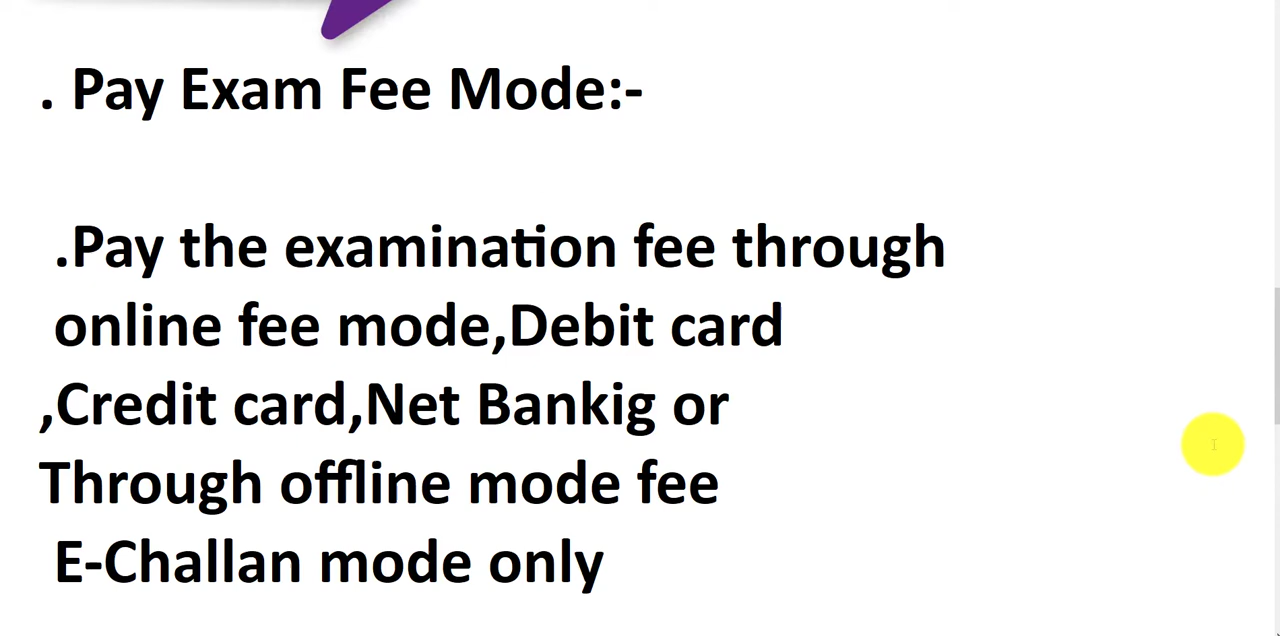 . Pay Exam Fee Mode:-
.Pay the examination fee through
online fee mode,Debit card
,Credit card,Net Bankig or
Through offline mode fee
E-Challan mode only